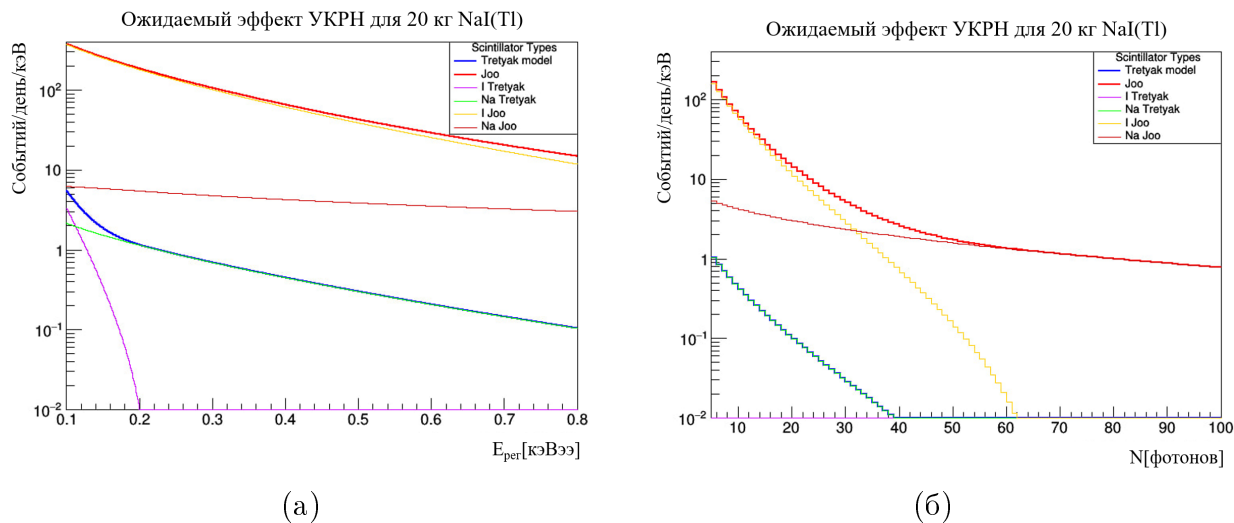 Ожидаемый эффект УКРН для 20 кг NaI(Tl)
Событий/день/кэВ
10²
10
1
10⁻¹
10⁻²
Scintillator Types
Tretyak model
Joo
I Tretyak
Na Tretyak
I Joo
Na Joo
0.1 0.2 0.3 0.4 0.5 0.6 0.7 0.8
Eрег[кэВээ]
(а)
Ожидаемый эффект УКРН для 20 кг NaI(Tl)
Событий/день/кэВ
10²
10
1
10⁻¹
10⁻²
Scintillator Types
Tretyak model
Joo
I Tretyak
Na Tretyak
I Joo
Na Joo
10 20 30 40 50 60 70 80 90 100
N[фотонов]
(б)